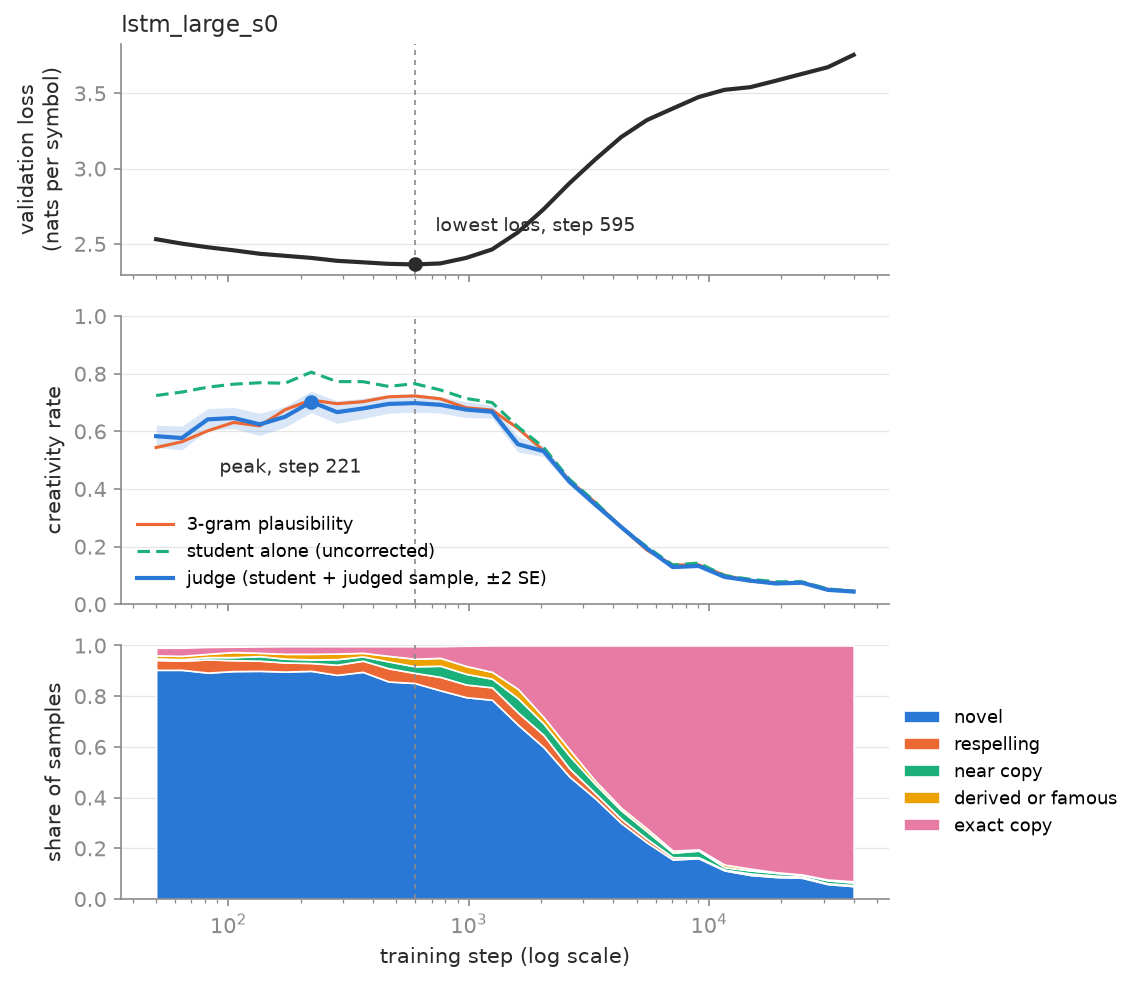 lstm_large_s0
validation loss
(nats per symbol)
3.5
3.0
2.5
lowest loss, step 595
creativity rate
1.0
0.8
0.6
0.4
0.2
0.0
peak, step 221
3-gram plausibility
student alone (uncorrected)
judge (student + judged sample, ±2 SE)
share of samples
1.0
0.8
0.6
0.4
0.2
0.0
novel
respelling
near copy
derived or famous
exact copy
10² 10³ 10⁴
training step (log scale)